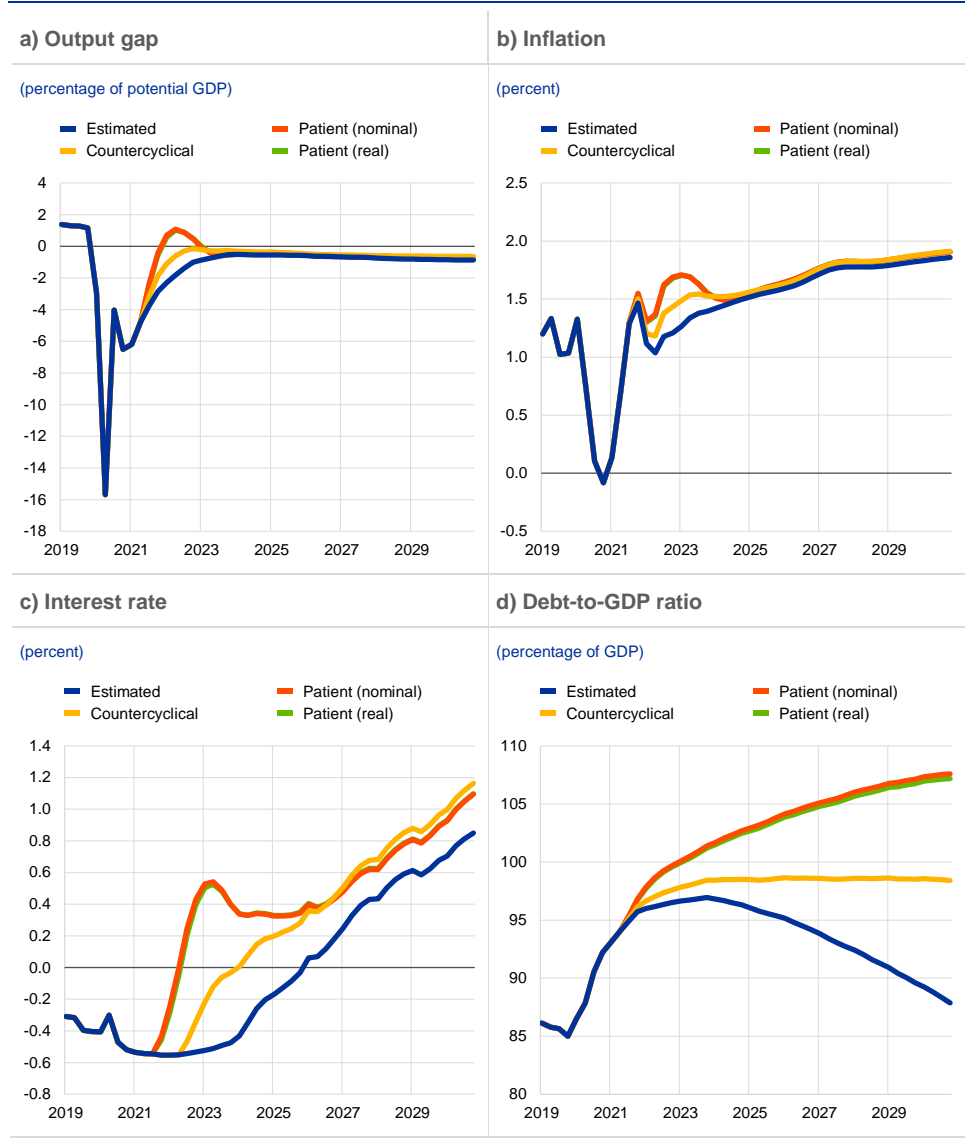 a) Output gap
(percentage of potential GDP)
Estimated
Patient (nominal)
Countercyclical
Patient (real)
4
2
0
-2
-4
-6
-8
-10
-12
-14
-16
-18
2019 2021 2023 2025 2027 2029
b) Inflation
(percent)
Estimated
Patient (nominal)
Countercyclical
Patient (real)
2.5
2.0
1.5
1.0
0.5
0.0
-0.5
2019 2021 2023 2025 2027 2029
c) Interest rate
(percent)
Estimated
Patient (nominal)
Countercyclical
Patient (real)
1.4
1.2
1.0
0.8
0.6
0.4
0.2
0.0
-0.2
-0.4
-0.6
-0.8
2019 2021 2023 2025 2027 2029
d) Debt-to-GDP ratio
(percentage of GDP)
Estimated
Patient (nominal)
Countercyclical
Patient (real)
110
105
100
95
90
85
80
2019 2021 2023 2025 2027 2029